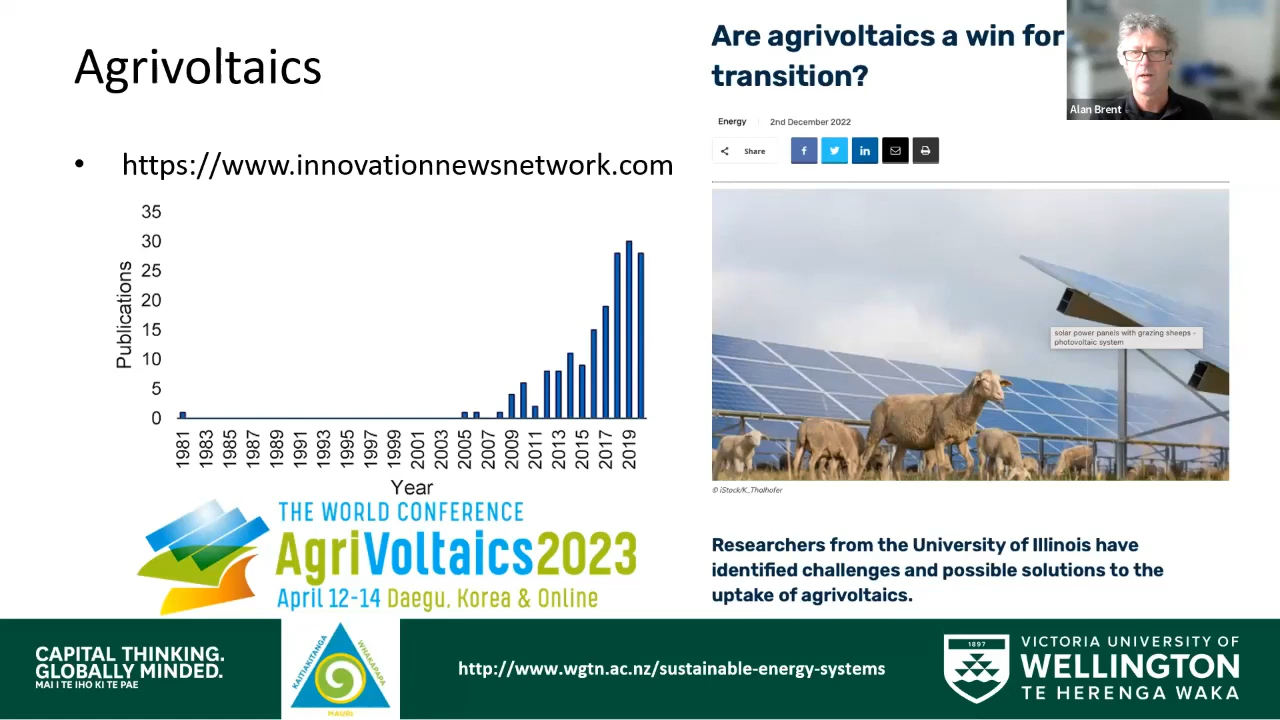 Agrivoltaics
• https://www.innovationnewsnetwork.com
35
30
25
20
15
10
5
0
Publications
1981
1983
1985
1987
1989
1991
1993
1995
1997
1999
2001
2003
2005
2007
2009
2011
2013
2015
2017
2019
Year
THE WORLD CONFERENCE
AgriVoltaics2023
April 12-14 Daegu, Korea & Online
Are agrivoltaics a win for
transition?
Energy
2nd December 2022
Share
Alan Brent
solar power panels with grazing sheeps -
photovoltaic system
© iStock/K_Thalhofer
Researchers from the University of Illinois have
identified challenges and possible solutions to the
uptake of agrivoltaics.
CAPITAL THINKING.
GLOBALLY MINDED.
MAI I TE IHO KI TE PAE
KAITIAKITANGA
WHAKAPAPA
MAURI
http://www.wgtn.ac.nz/sustainable-energy-systems
1897
VICTORIA UNIVERSITY OF
WELLINGTON
TE HERENGA WAKA